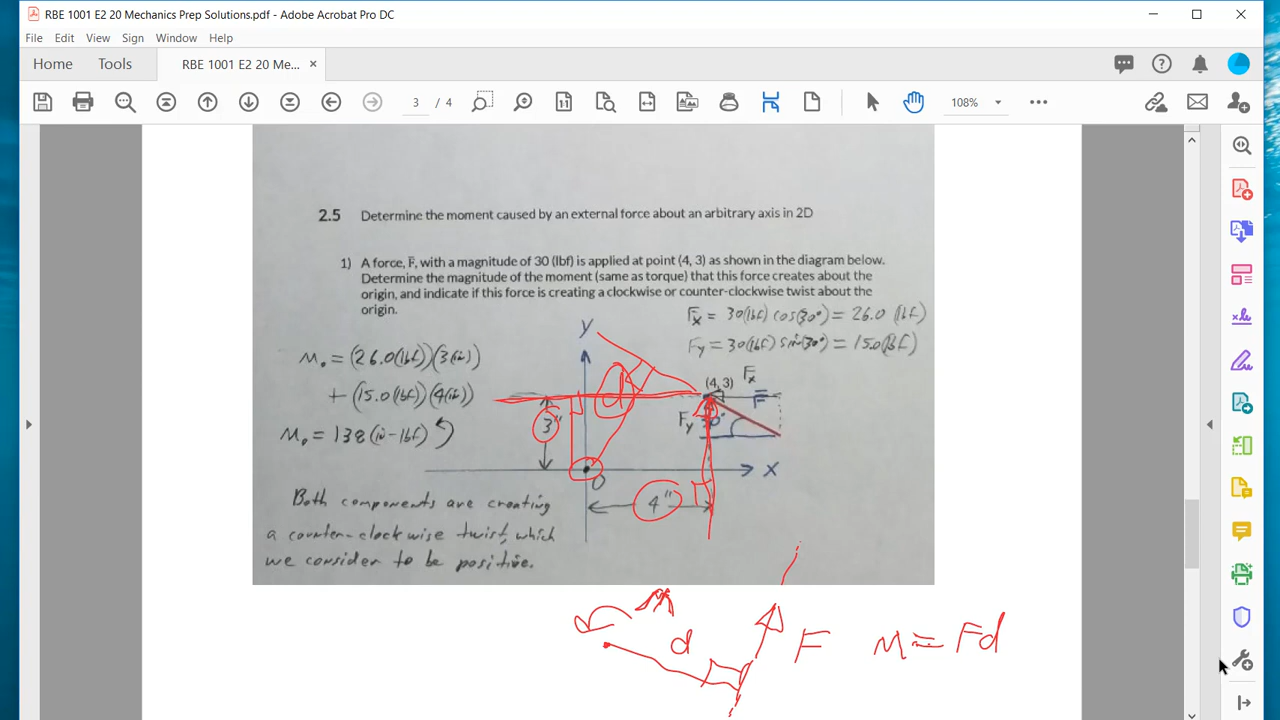 RBE 1001 E2 20 Mechanics Prep Solutions.pdf - Adobe Acrobat Pro DC
File Edit View Sign Window Help
Home Tools RBE 1001 E2 20 Me... ×
3 / 4 108%
2.5 Determine the moment caused by an external force about an arbitrary axis in 2D
1) A force, F, with a magnitude of 30 (lbf) is applied at point (4, 3) as shown in the diagram below.
Determine the magnitude of the moment (same as torque) that this force creates about the
origin, and indicate if this force is creating a clockwise or counter-clockwise twist about the
origin.
Fx = 30(lbf) cos(30°) = 26.0 (lbf)
Fy = 30(lbf) sin(30°) = 15.0(lbf)
Mo = (26.0(lbf))(3(in))
+ (15.0(lbf))(4(in))
Mo = 138(in-lbf)
y
d
(4, 3)
Fx
F
3"
Fy 30°
O
x
4"
Both components are creating
a counter-clockwise twist, which
we consider to be positive.
M
d
F
M = Fd